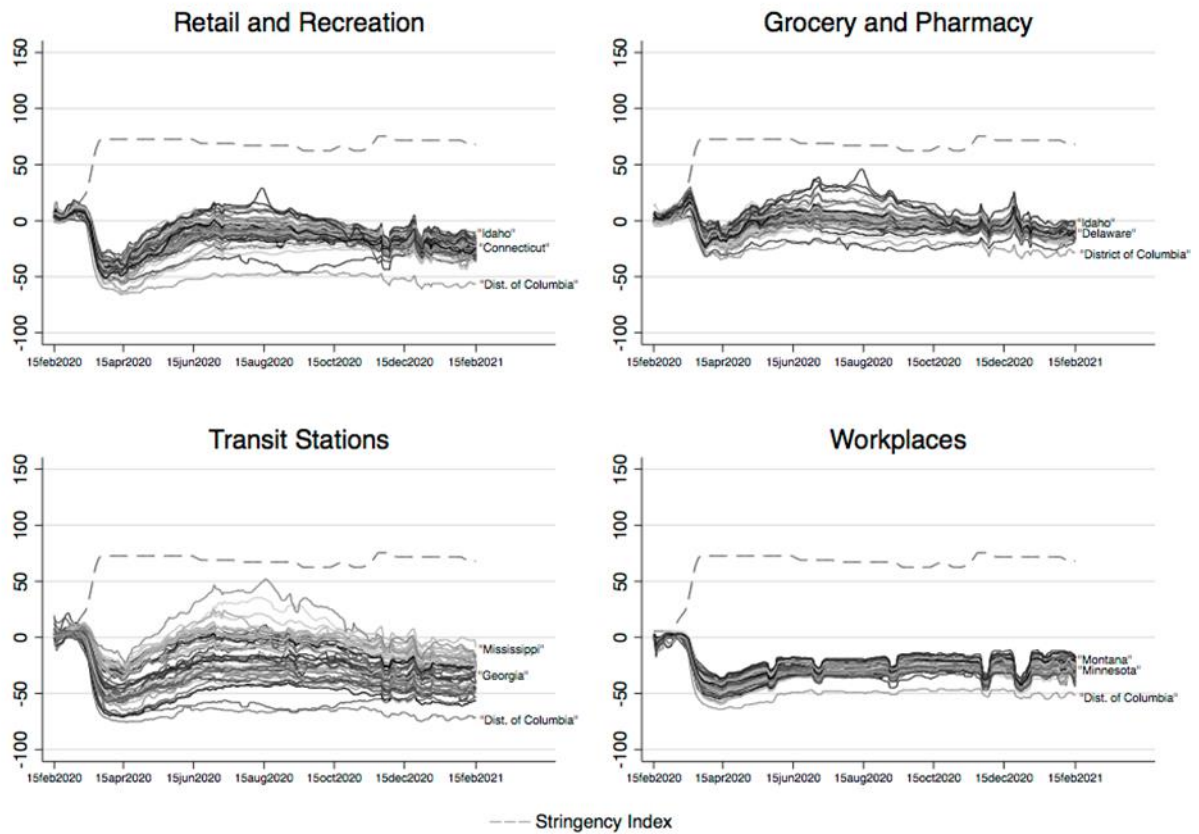 Retail and Recreation
150
100
50
0
-50
-100
"Idaho"
"Connecticut"
"Dist. of Columbia"
15feb2020 15apr2020 15jun2020 15aug2020 15oct2020 15dec2020 15feb2021
Grocery and Pharmacy
150
100
50
0
-50
-100
"Idaho"
"Delaware"
"District of Columbia"
15feb2020 15apr2020 15jun2020 15aug2020 15oct2020 15dec2020 15feb2021
Transit Stations
150
100
50
0
-50
-100
"Mississippi"
"Georgia"
"Dist. of Columbia"
15feb2020 15apr2020 15jun2020 15aug2020 15oct2020 15dec2020 15feb2021
Workplaces
150
100
50
0
-50
-100
"Montana"
"Minnesota"
"Dist. of Columbia"
15feb2020 15apr2020 15jun2020 15aug2020 15oct2020 15dec2020 15feb2021
Stringency Index